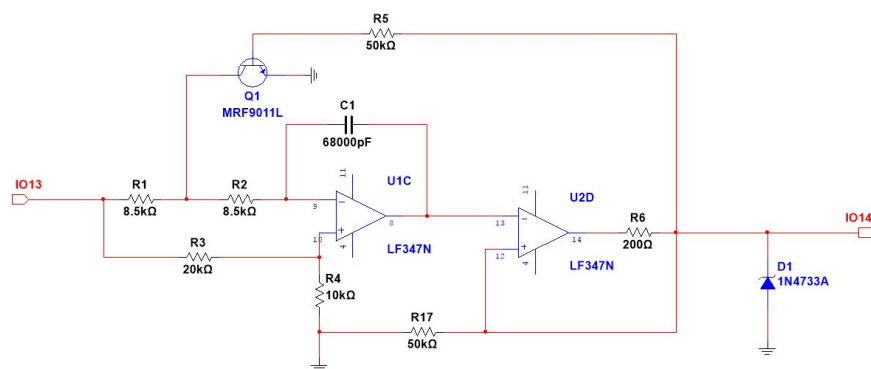 R5
50kΩ
Q1
MRF9011L
C1
68000pF
IO13
R1
8.5kΩ
R2
8.5kΩ
11
U1C
9
8
10
4
LF347N
R3
20kΩ
R4
10kΩ
11
U2D
13
14
12
4
LF347N
R6
200Ω
IO14
D1
1N4733A
R17
50kΩ